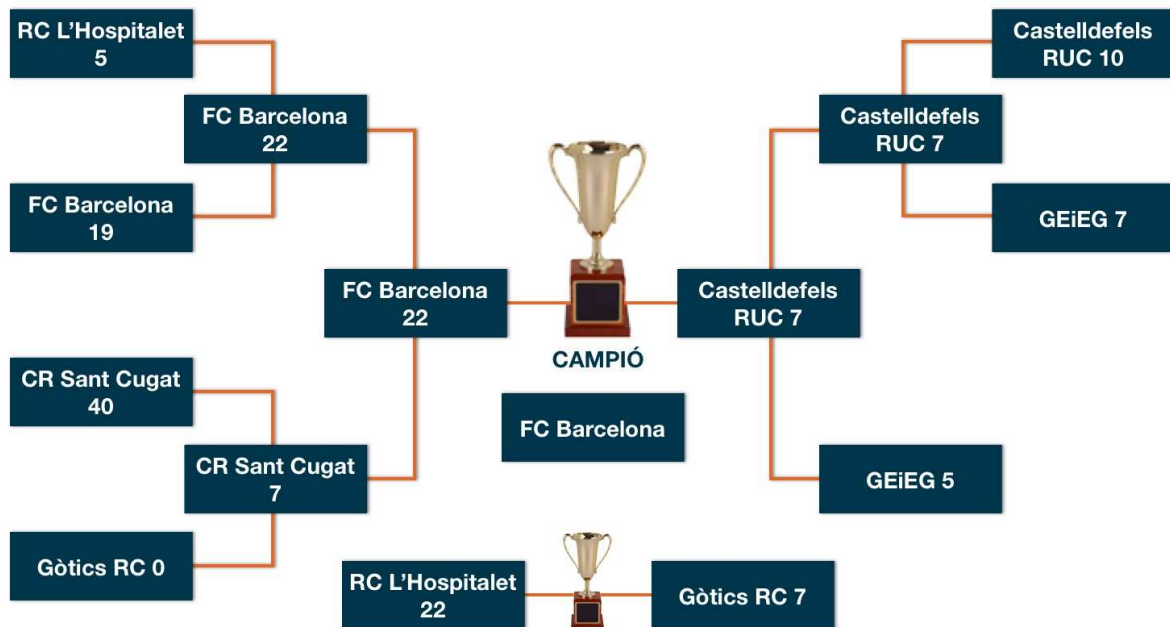 RC L’Hospitalet
5
FC Barcelona
22
FC Barcelona
19
FC Barcelona
22
CR Sant Cugat
40
CR Sant Cugat
7
Gòtics RC 0
CAMPIÓ
FC Barcelona
Castelldefels
RUC 10
Castelldefels
RUC 7
GEiEG 7
Castelldefels
RUC 7
GEiEG 5
RC L’Hospitalet
22
Gòtics RC 7